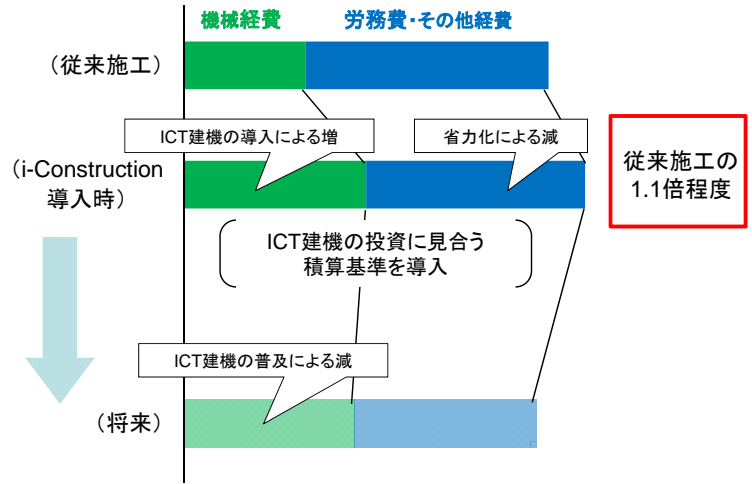 機械経費 労務費・その他経費
（従来施工）
ICT建機の導入による増
省力化による減
（i-Construction
導入時）
従来施工の
1.1倍程度
ICT建機の投資に見合う
積算基準を導入
ICT建機の普及による減
（将来）